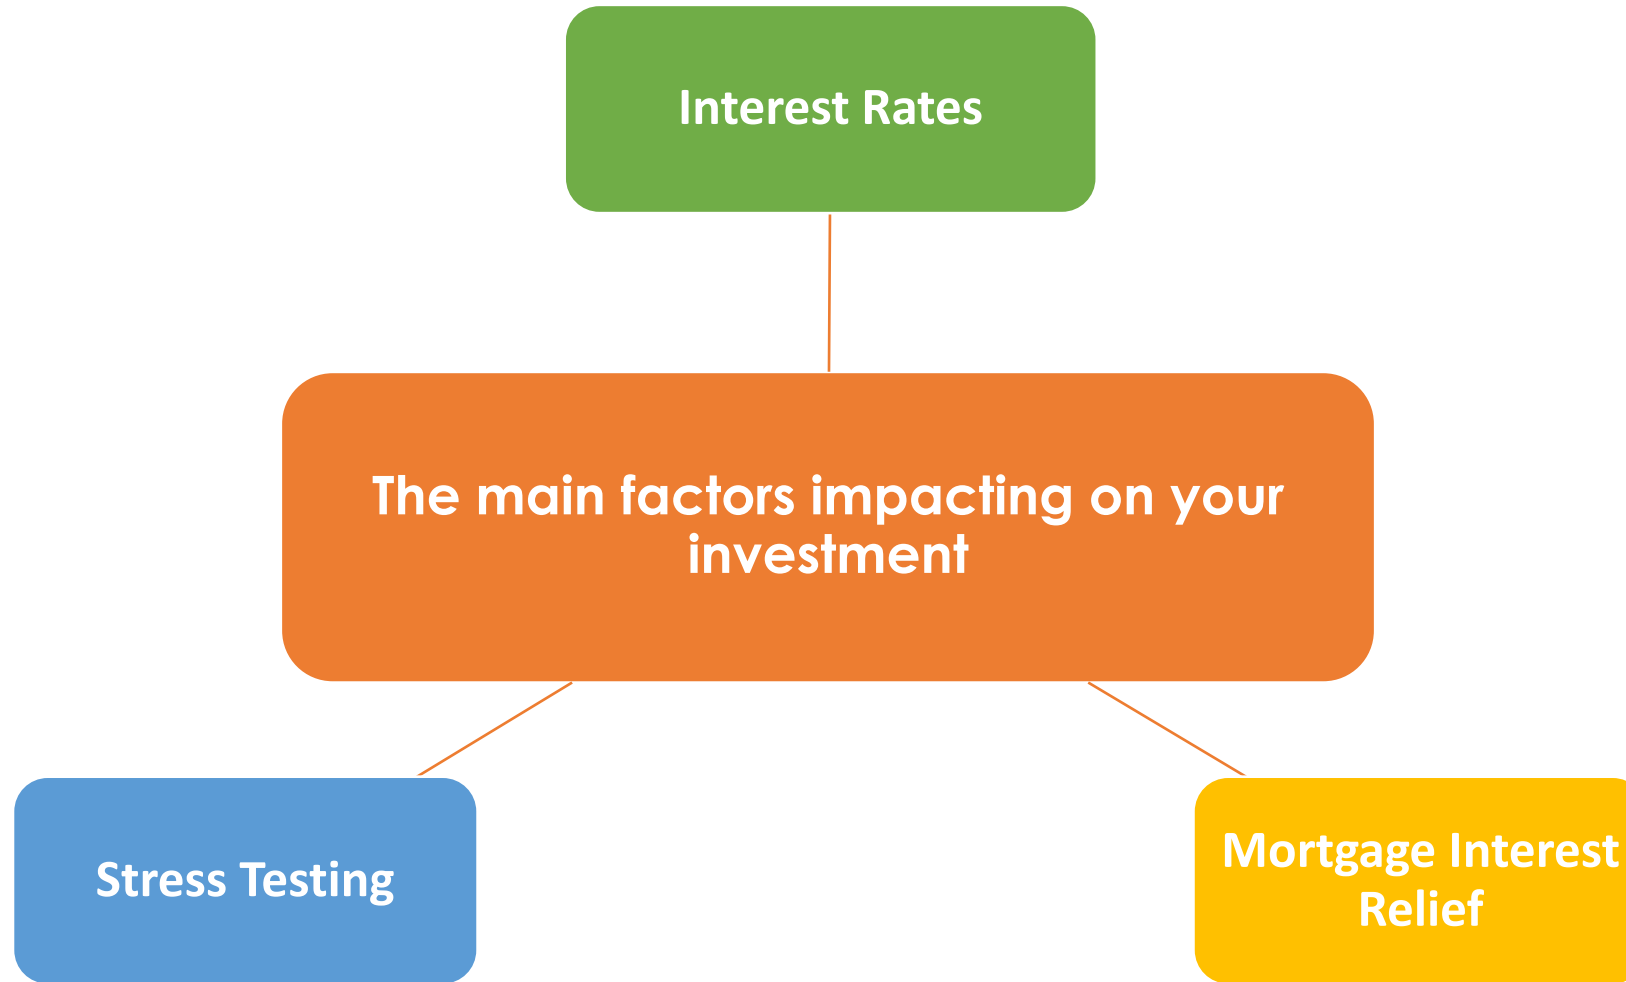 Interest Rates
The main factors impacting on your
investment
Stress Testing
Mortgage Interest
Relief